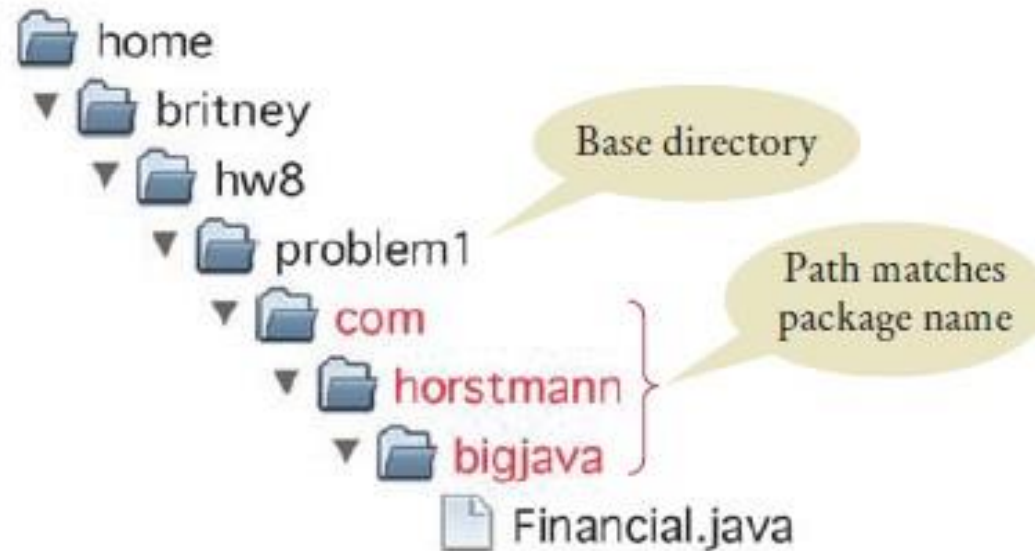 home
britney
hw8
Base directory
problem1
Path matches
package name
com
horstmann
bigjava
Financial.java